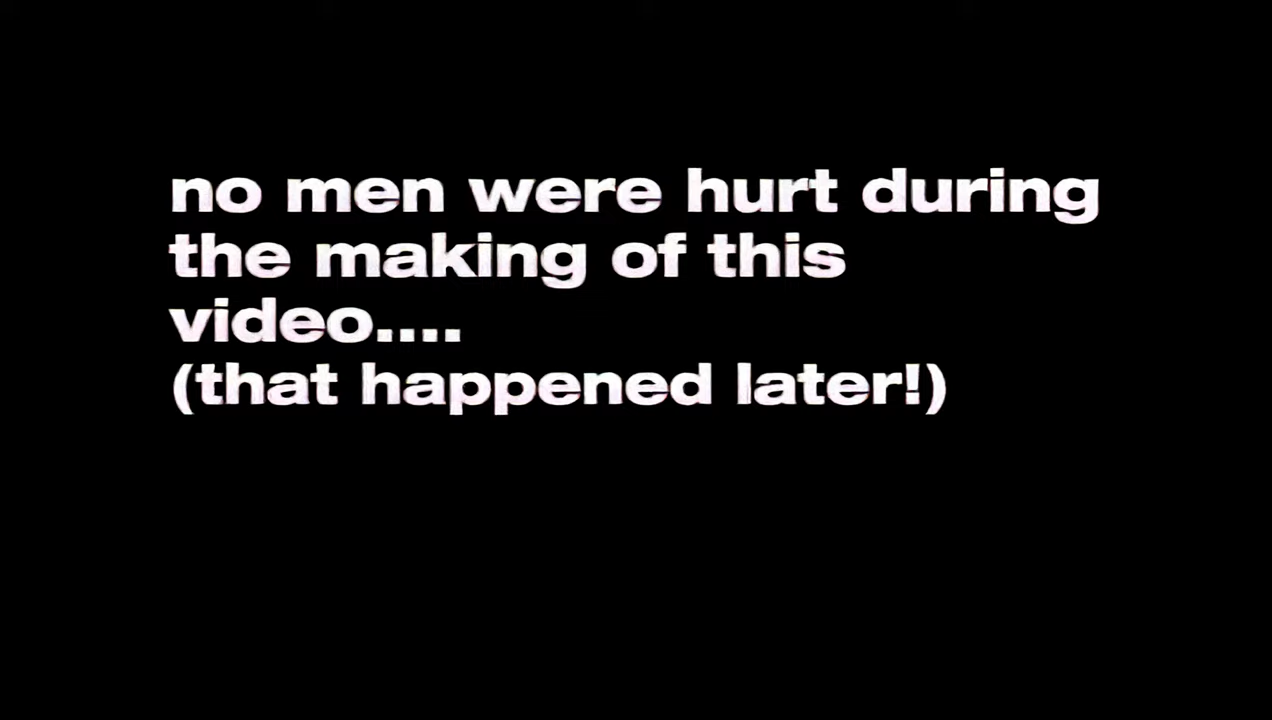 no men were hurt during
the making of this
video....
(that happened later!)